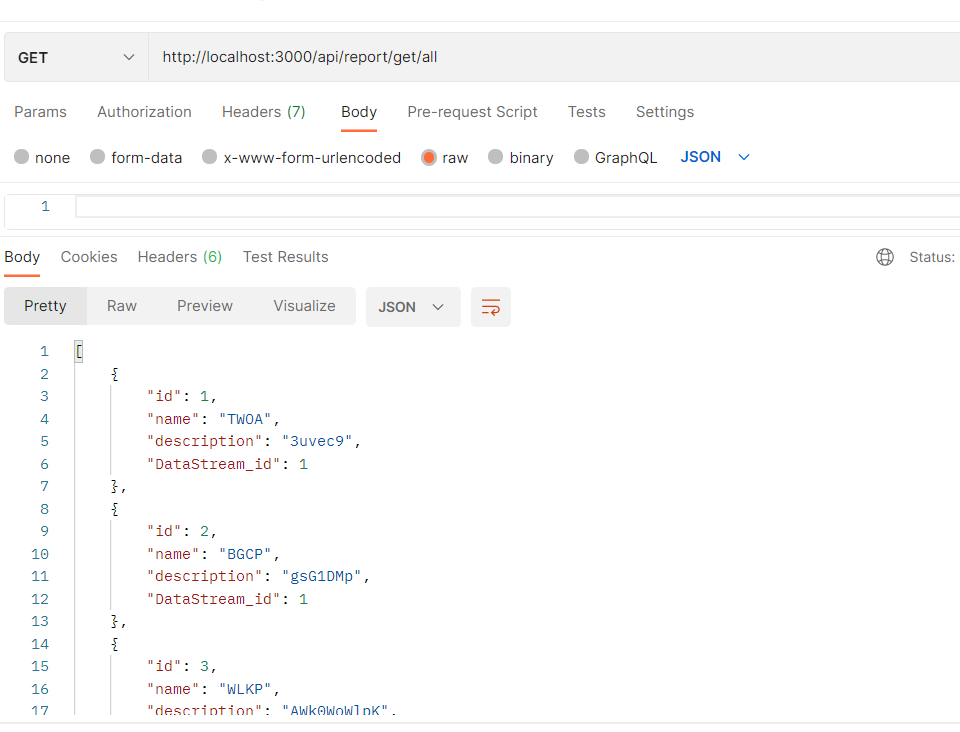 GET http://localhost:3000/api/report/get/all
Params Authorization Headers (7) Body Pre-request Script Tests Settings
none form-data x-www-form-urlencoded raw binary GraphQL JSON
1
Body Cookies Headers (6) Test Results Status:
Pretty Raw Preview Visualize JSON
1 [
2 {
3 "id": 1,
4 "name": "TWOA",
5 "description": "3uvec9",
6 "DataStream_id": 1
7 },
8 {
9 "id": 2,
10 "name": "BGCP",
11 "description": "gsG1DMp",
12 "DataStream_id": 1
13 },
14 {
15 "id": 3,
16 "name": "WLKP",
17 "description": "AWk0WoWlpK",